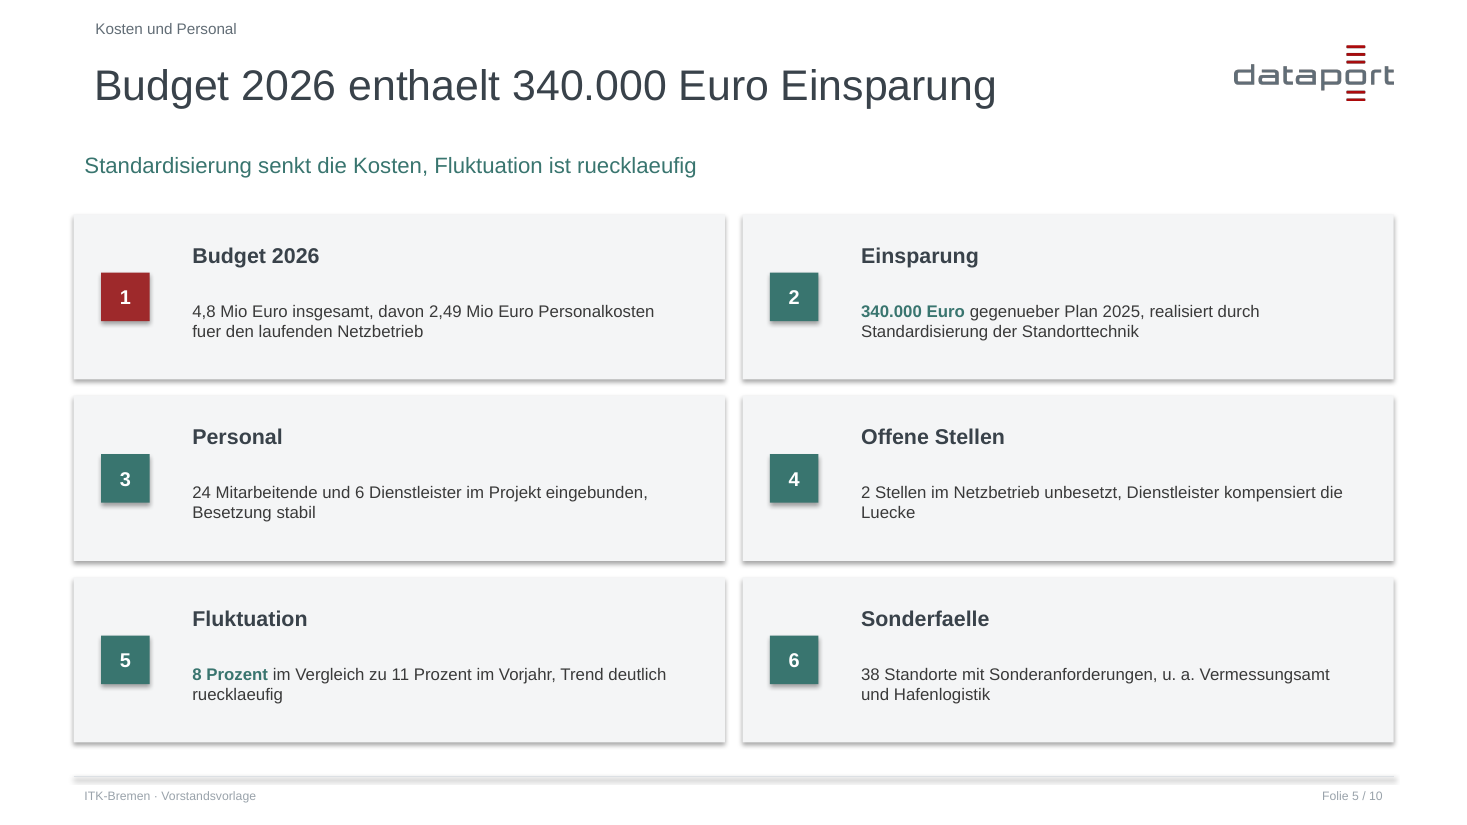 Kosten und Personal
Budget 2026 enthaelt 340.000 Euro Einsparung
dataport
Standardisierung senkt die Kosten, Fluktuation ist ruecklaeufig
1
Budget 2026
4,8 Mio Euro insgesamt, davon 2,49 Mio Euro Personalkosten
fuer den laufenden Netzbetrieb
2
Einsparung
340.000 Euro gegenueber Plan 2025, realisiert durch
Standardisierung der Standorttechnik
3
Personal
24 Mitarbeitende und 6 Dienstleister im Projekt eingebunden,
Besetzung stabil
4
Offene Stellen
2 Stellen im Netzbetrieb unbesetzt, Dienstleister kompensiert die
Luecke
5
Fluktuation
8 Prozent im Vergleich zu 11 Prozent im Vorjahr, Trend deutlich
ruecklaeufig
6
Sonderfaelle
38 Standorte mit Sonderanforderungen, u. a. Vermessungsamt
und Hafenlogistik
ITK-Bremen · Vorstandsvorlage
Folie 5 / 10